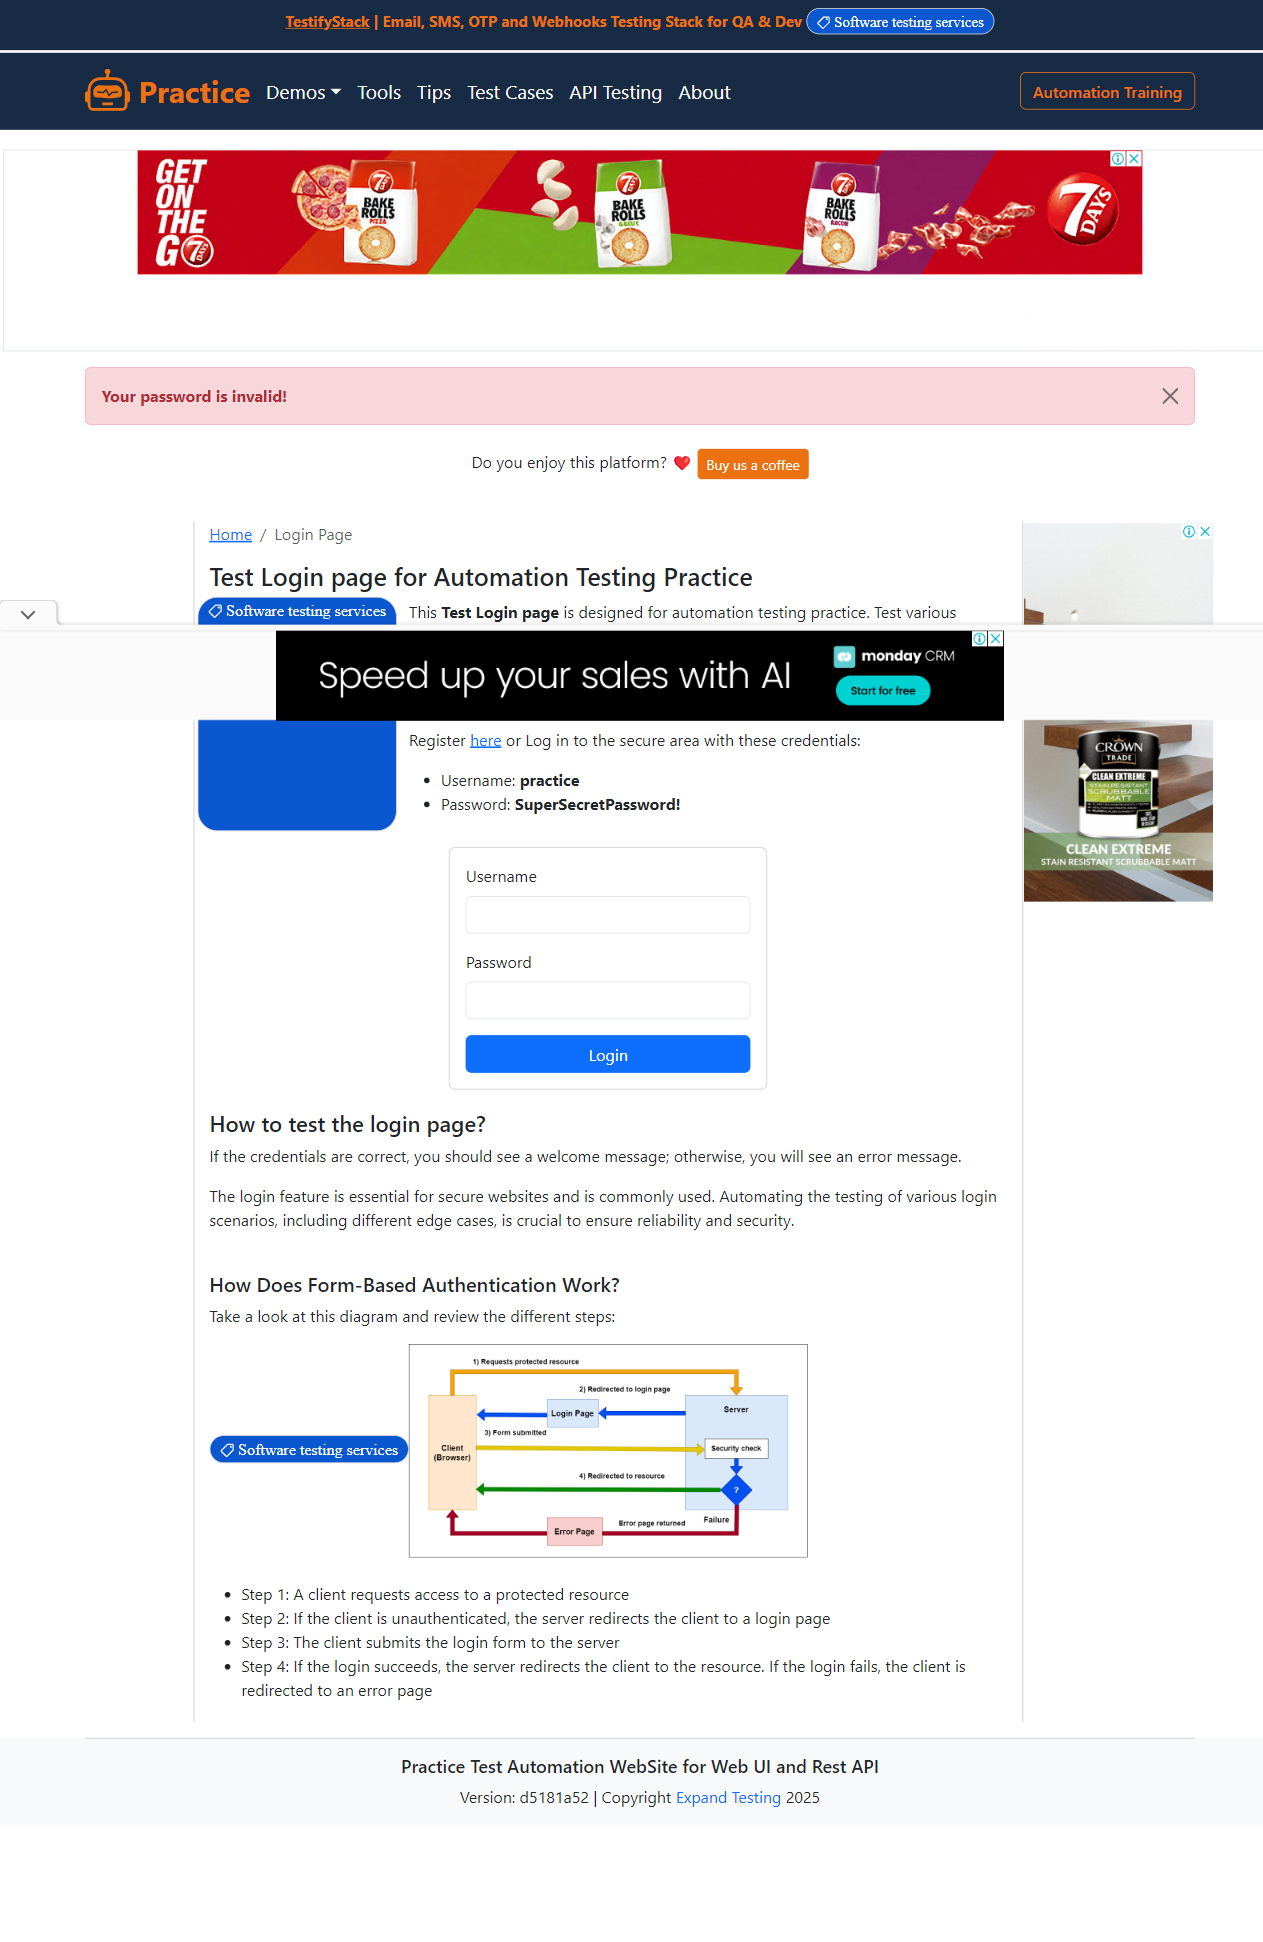 TestifyStack | Email, SMS, OTP and Webhooks Testing Stack for QA & Dev Software testing services
Practice Demos Tools Tips Test Cases API Testing About Automation Training
GET
ON
THE
GO
7 DAYS
7 BAKE ROLLS PIZZA
7 BAKE ROLLS
7 BAKE ROLLS BACON
7 DAYS
Your password is invalid!
Do you enjoy this platform? ❤️ Buy us a coffee
Home / Login Page
Test Login page for Automation Testing Practice
Software testing services
This Test Login page is designed for automation testing practice. Test various
Speed up your sales with AI
monday CRM
Start for free
Register here or Log in to the secure area with these credentials:
• Username: practice
• Password: SuperSecretPassword!
CROWN
TRADE
CLEAN EXTREME
STAIN RESISTANT
SCRUBBABLE
MATT
CLEAN EXTREME
STAIN RESISTANT SCRUBBABLE MATT
Username
Password
Login
How to test the login page?
If the credentials are correct, you should see a welcome message; otherwise, you will see an error message.
The login feature is essential for secure websites and is commonly used. Automating the testing of various login
scenarios, including different edge cases, is crucial to ensure reliability and security.
How Does Form-Based Authentication Work?
Take a look at this diagram and review the different steps:
Software testing services
1) Requests protected resource
2) Redirected to login page
Server
Login Page
3) Form submitted
Client
(Browser)
Security check
4) Redirected to resource
?
Failure
Error page returned
Error Page
• Step 1: A client requests access to a protected resource
• Step 2: If the client is unauthenticated, the server redirects the client to a login page
• Step 3: The client submits the login form to the server
• Step 4: If the login succeeds, the server redirects the client to the resource. If the login fails, the client is
redirected to an error page
Practice Test Automation WebSite for Web UI and Rest API
Version: d5181a52 | Copyright Expand Testing 2025